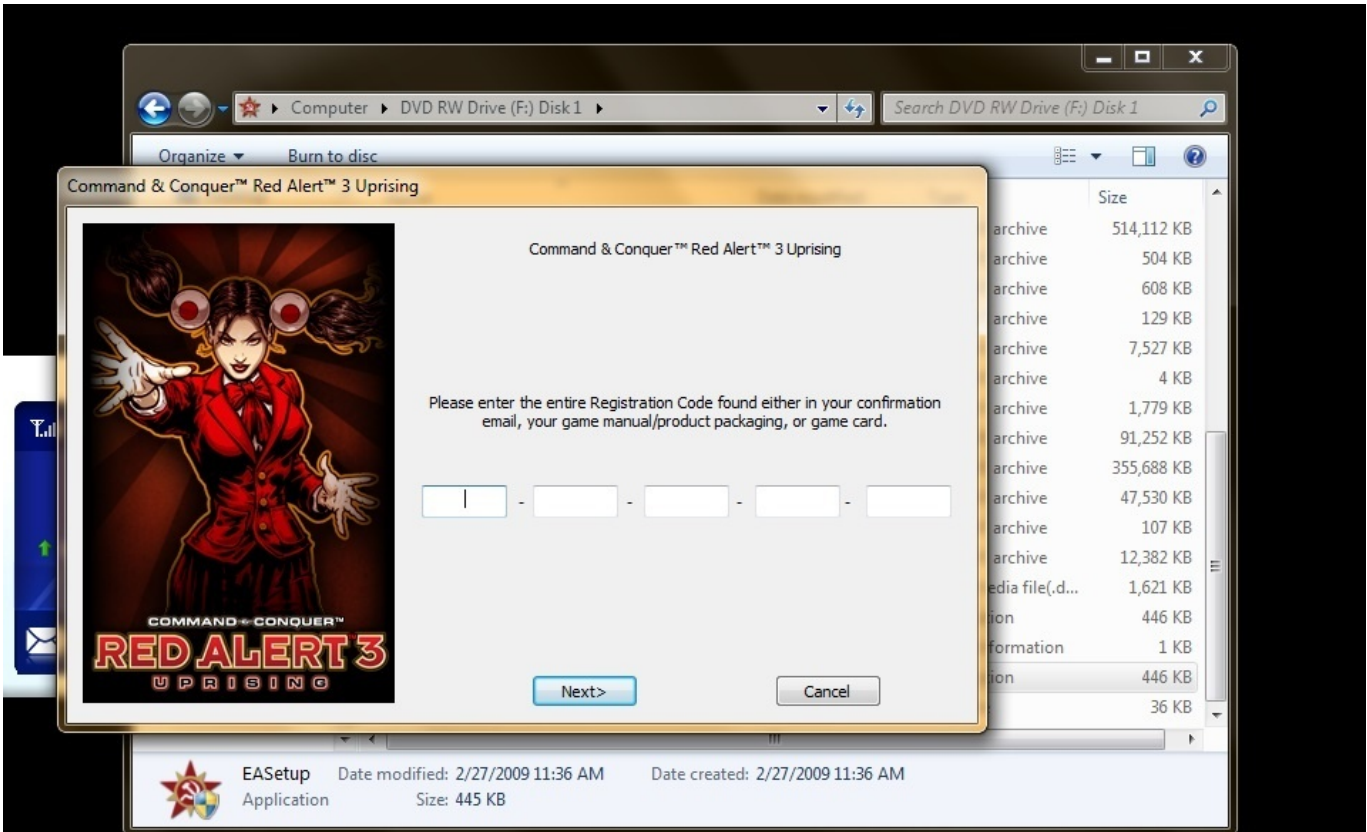 Computer DVD RW Drive (F:) Disk 1
Search DVD RW Drive (F:) Disk 1
Organize Burn to disc
Command & Conquer™ Red Alert™ 3 Uprising
Size
archive 514,112 KB
archive 504 KB
archive 608 KB
archive 129 KB
archive 7,527 KB
archive 4 KB
archive 1,779 KB
archive 91,252 KB
archive 355,688 KB
archive 47,530 KB
archive 107 KB
archive 12,382 KB
edia file(.d... 1,621 KB
ion 446 KB
formation 1 KB
ion 446 KB
36 KB
Command & Conquer™ Red Alert™ 3 Uprising
Please enter the entire Registration Code found either in your confirmation
email, your game manual/product packaging, or game card.
- - - -
COMMAND & CONQUER™
RED ALERT 3
UPRISING
Next> Cancel
EASetup Date modified: 2/27/2009 11:36 AM Date created: 2/27/2009 11:36 AM
Application Size: 445 KB